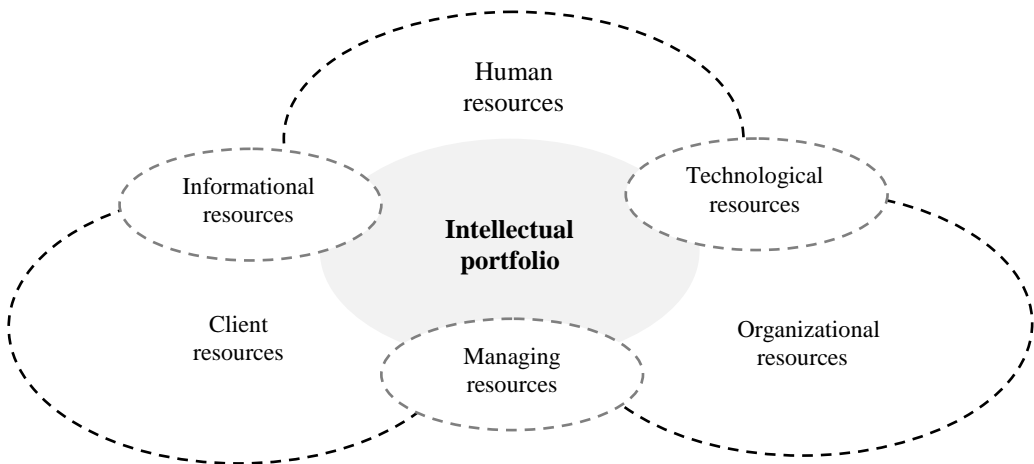 Human
resources
Informational
resources
Technological
resources
Intellectual
portfolio
Client
resources
Managing
resources
Organizational
resources